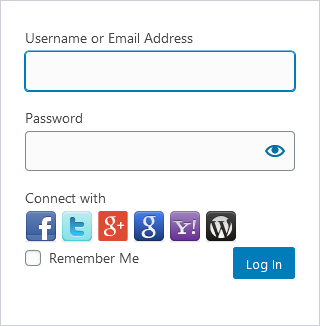 Username or Email Address
Password
Connect with
f t g+ g Y! W
Remember Me
Log In